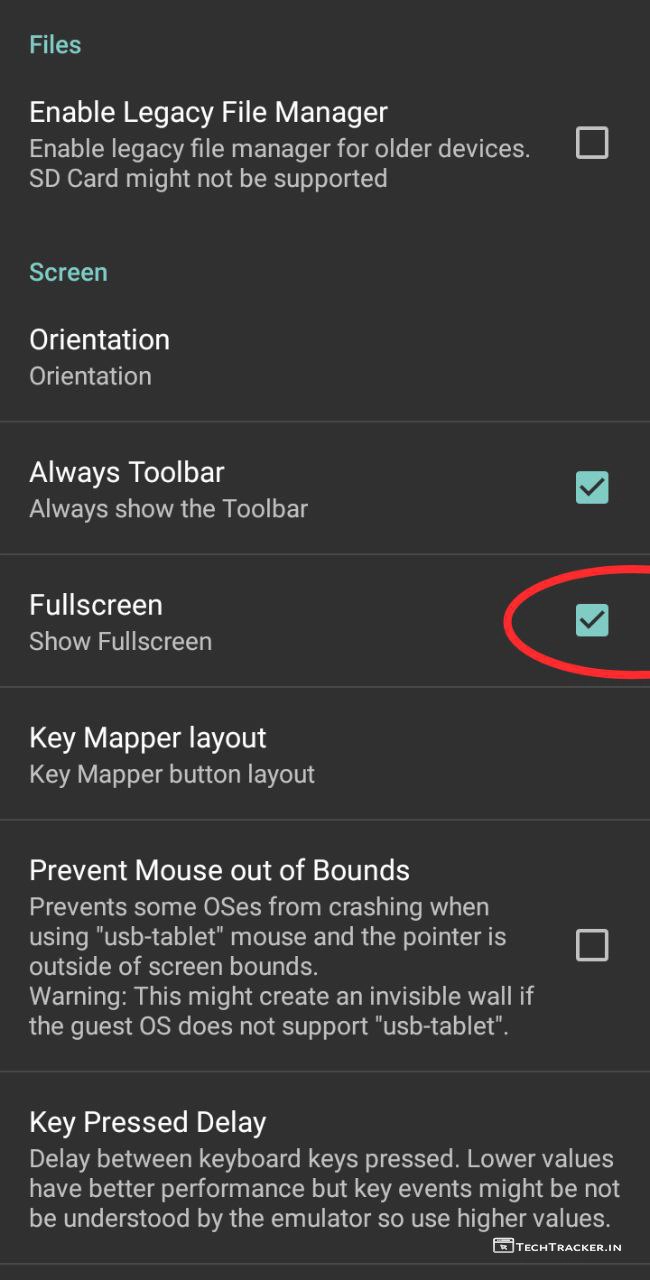 Files
Enable Legacy File Manager
Enable legacy file manager for older devices.
SD Card might not be supported
Screen
Orientation
Orientation
Always Toolbar
Always show the Toolbar
Fullscreen
Show Fullscreen
Key Mapper layout
Key Mapper button layout
Prevent Mouse out of Bounds
Prevents some OSes from crashing when
using "usb-tablet" mouse and the pointer is
outside of screen bounds.
Warning: This might create an invisible wall if
the guest OS does not support "usb-tablet".
Key Pressed Delay
Delay between keyboard keys pressed. Lower values
have better performance but key events might be not
be understood by the emulator so use higher values.
TECHTRACKER.IN